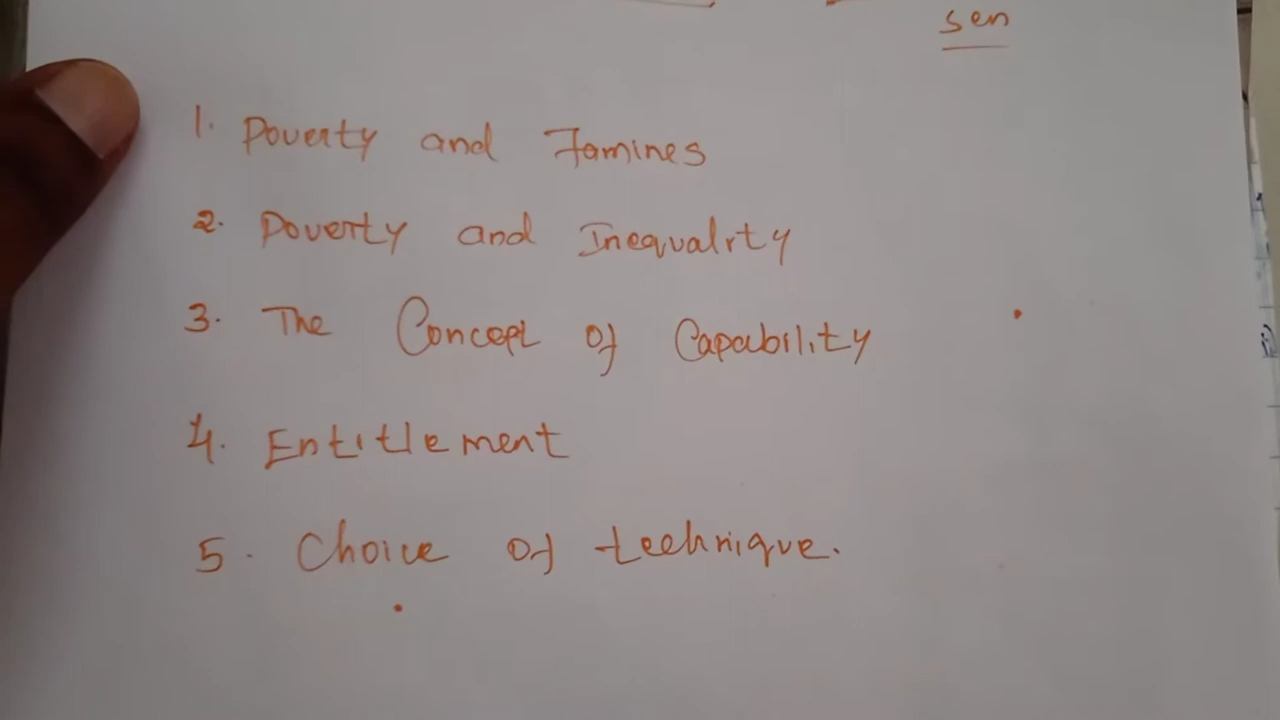 sen
1. Poverty and Famines
2. Poverty and Inequality
3. The Concept of Capability
4. Entitlement
5. Choice of technique.